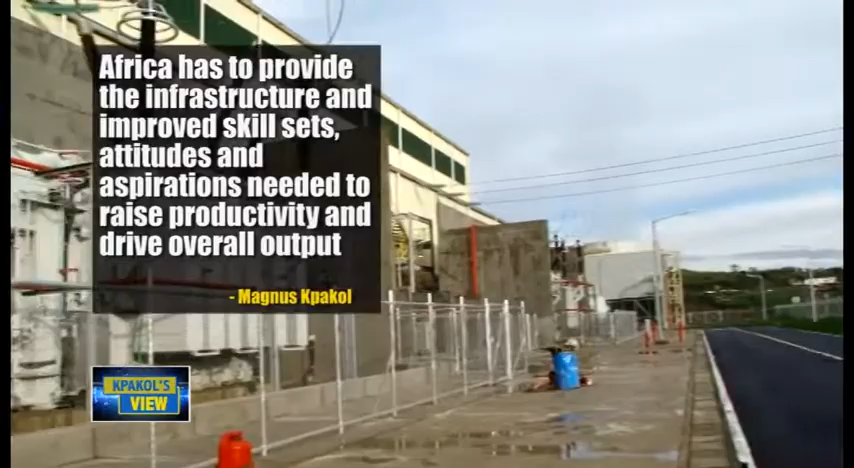 Africa has to provide
the infrastructure and
improved skill sets,
attitudes and
aspirations needed to
raise productivity and
drive overall output
- Magnus Kpakol
KPAKOL'S
VIEW